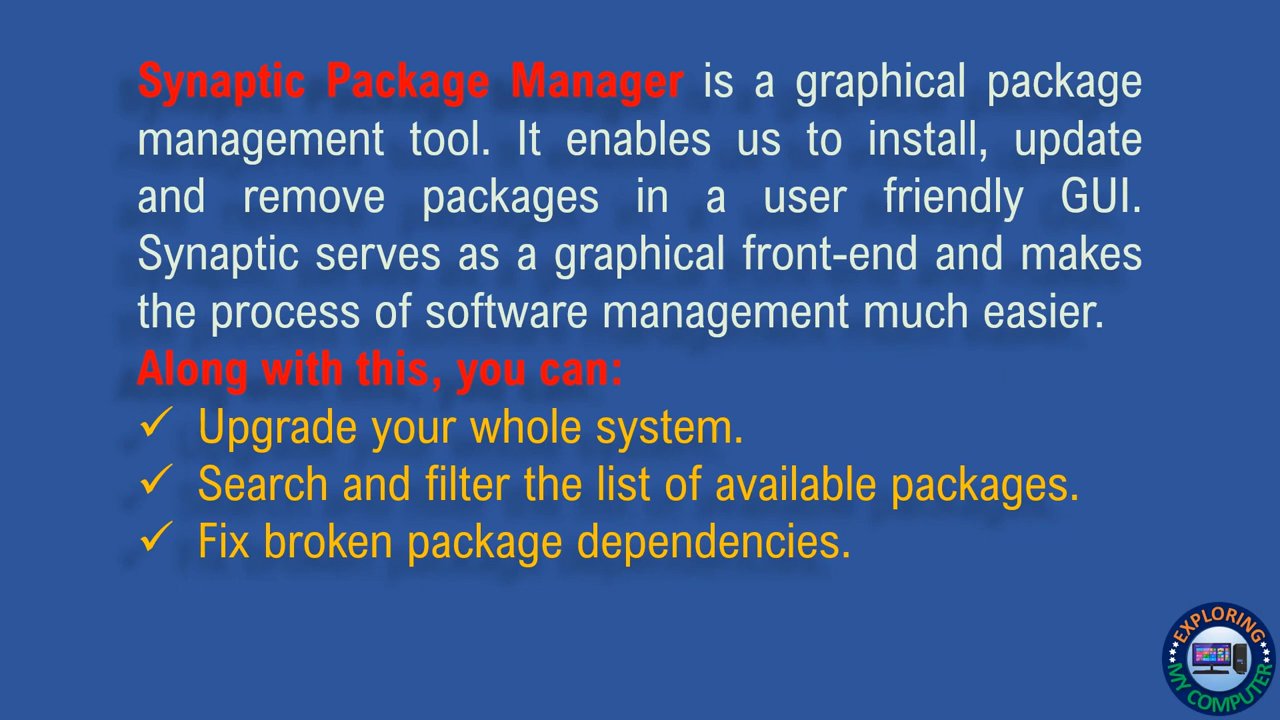 Synaptic Package Manager is a graphical package
management tool. It enables us to install, update
and remove packages in a user friendly GUI.
Synaptic serves as a graphical front-end and makes
the process of software management much easier.
Along with this, you can:
✓ Upgrade your whole system.
✓ Search and filter the list of available packages.
✓ Fix broken package dependencies.
EXPLORING
MY COMPUTER